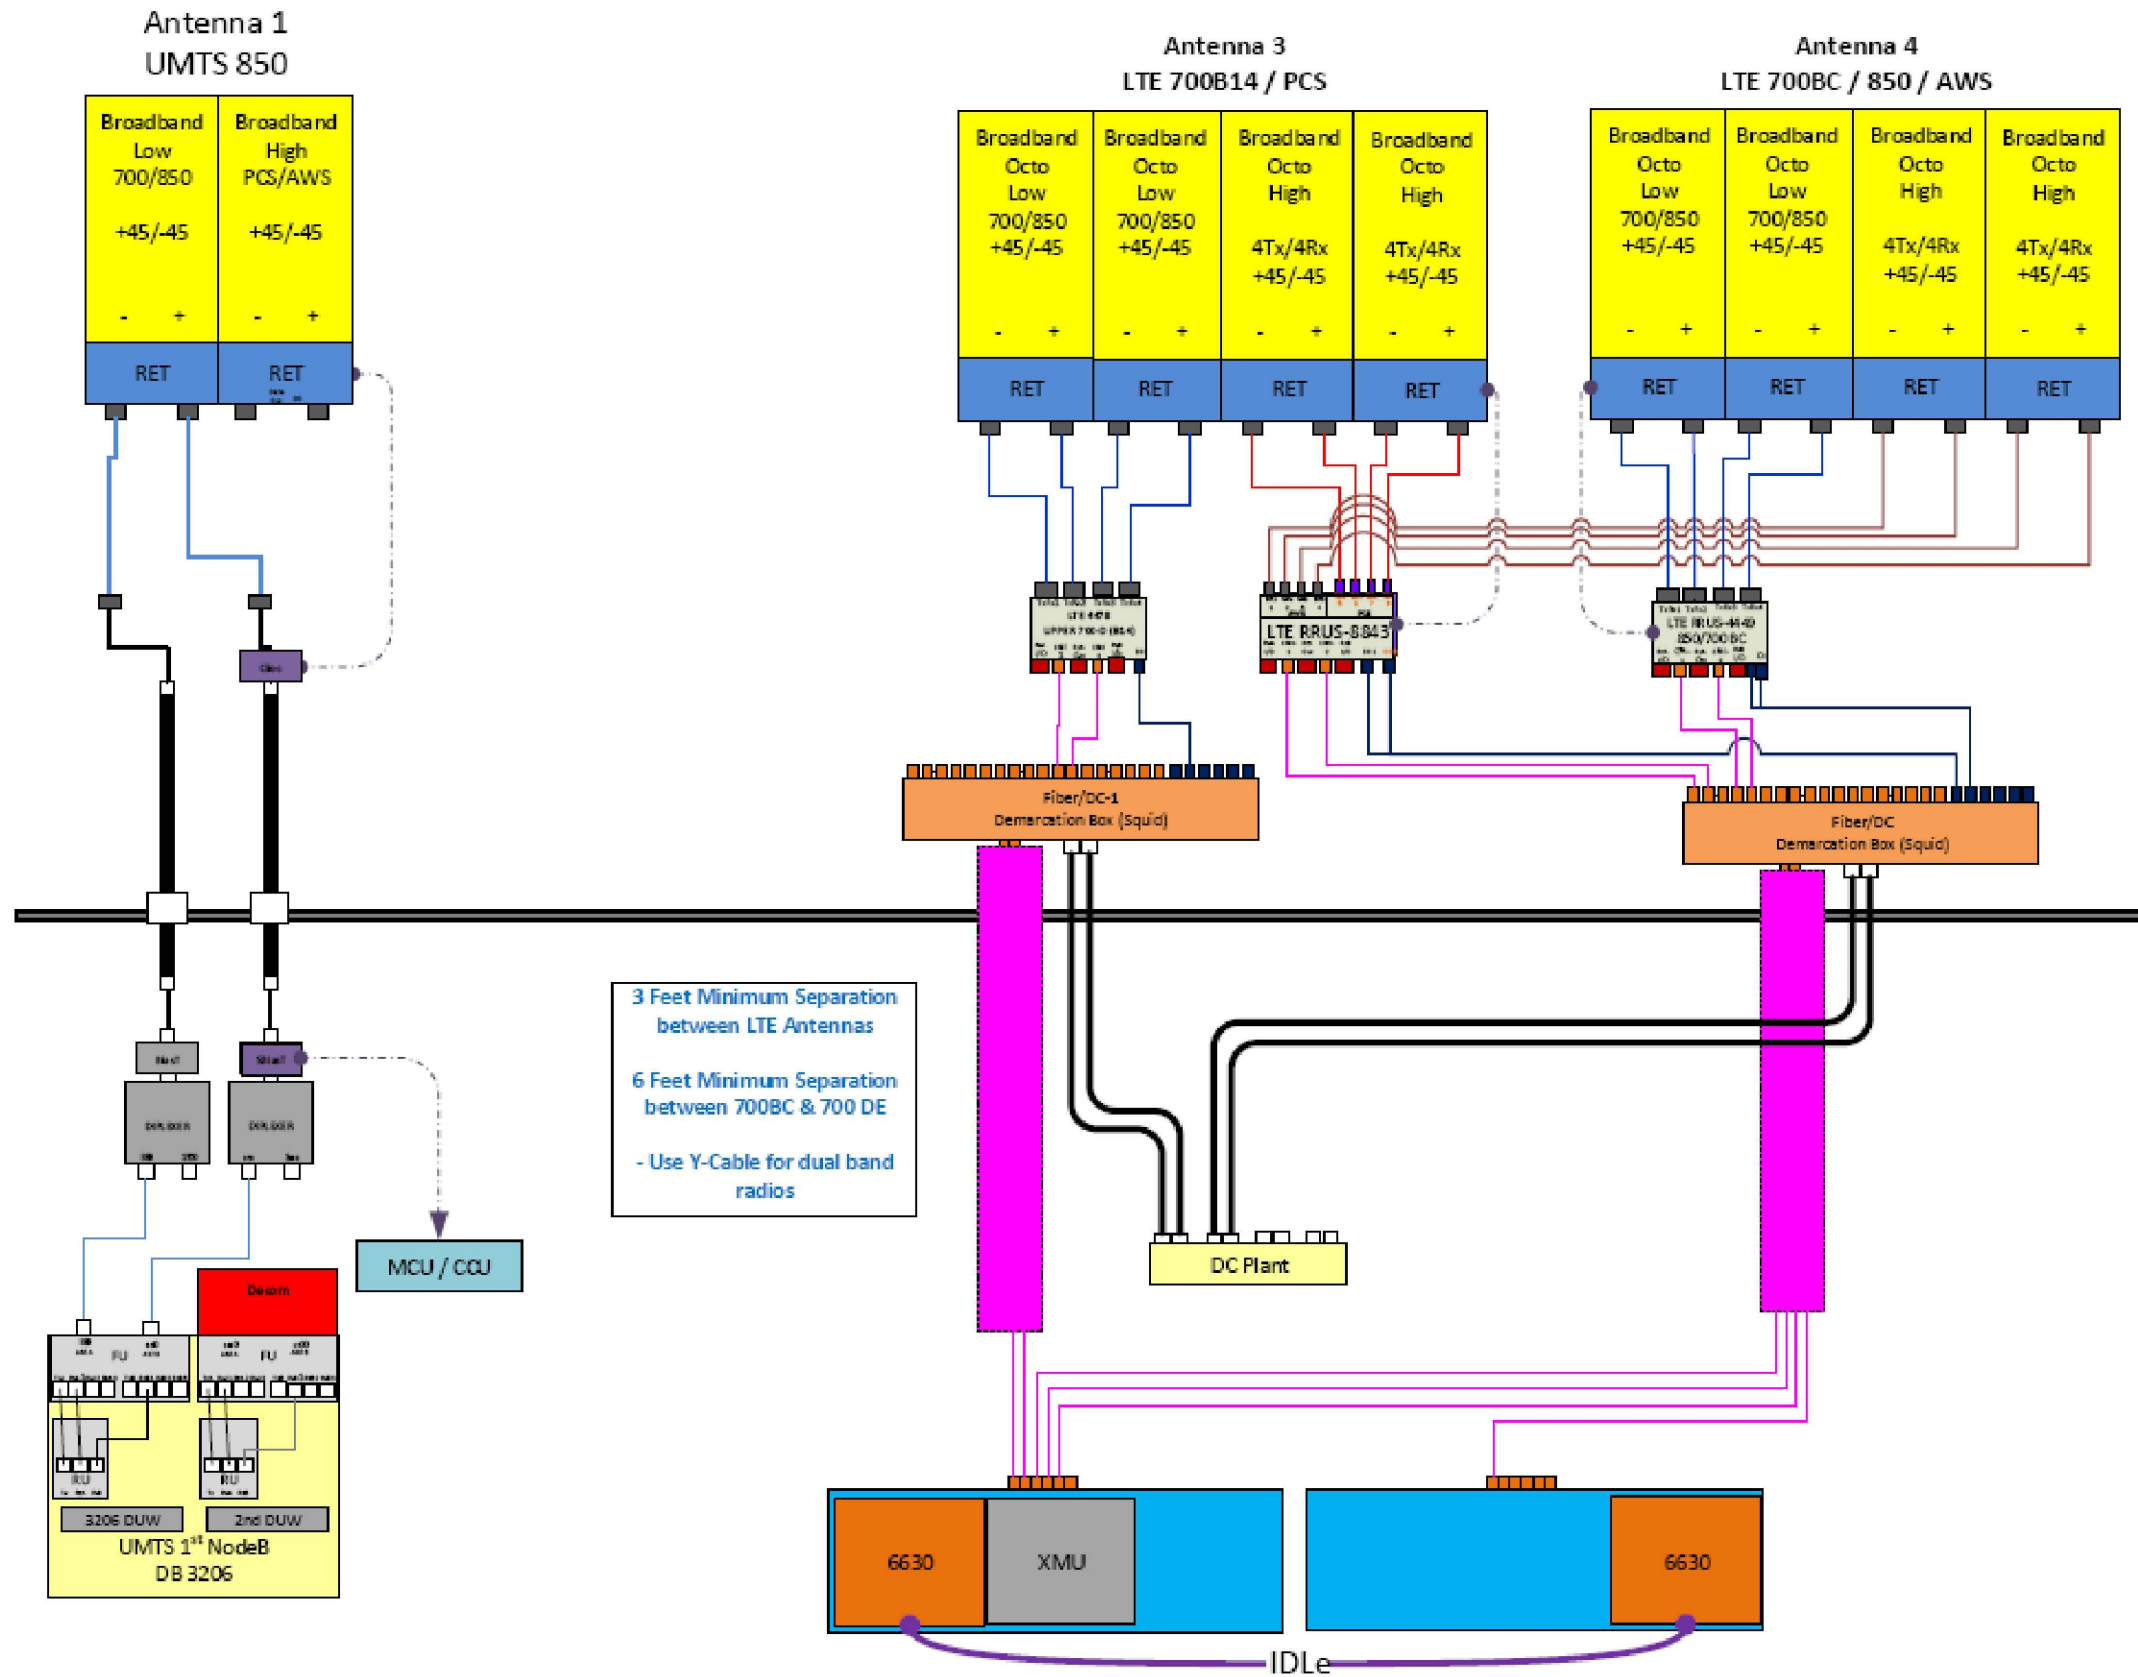 Antenna 1
UMTS 850
Antenna 3
LTE 700B14 / PCS
Antenna 4
LTE 700BC / 850 / AWS
Broadband
Low
700/850
+45/-45
- +
Broadband
High
PCS/AWS
+45/-45
- +
RET
RET
Broadband
Octo
Low
700/850
+45/-45
- +
Broadband
Octo
Low
700/850
+45/-45
- +
Broadband
Octo
High
4Tx/4Rx
+45/-45
- +
Broadband
Octo
High
4Tx/4Rx
+45/-45
- +
RET
RET
RET
RET
Broadband
Octo
Low
700/850
+45/-45
- +
Broadband
Octo
Low
700/850
+45/-45
- +
Broadband
Octo
High
4Tx/4Rx
+45/-45
- +
Broadband
Octo
High
4Tx/4Rx
+45/-45
- +
RET
RET
RET
RET
LTE RRUS-8843
LTE RRUS-4449
850/700BC
Fiber/DC-1
Demarcation Box (Squid)
Fiber/DC
Demarcation Box (Squid)
3 Feet Minimum Separation
between LTE Antennas
6 Feet Minimum Separation
between 700BC & 700 DE
- Use Y-Cable for dual band
radios
DIPLEXER
DIPLEXER
MCU / CCU
DC Plant
Decom
FU
FU
RU
RU
3206 DUW
2nd DUW
UMTS 1st NodeB
DB 3206
6630
XMU
6630
IDLe